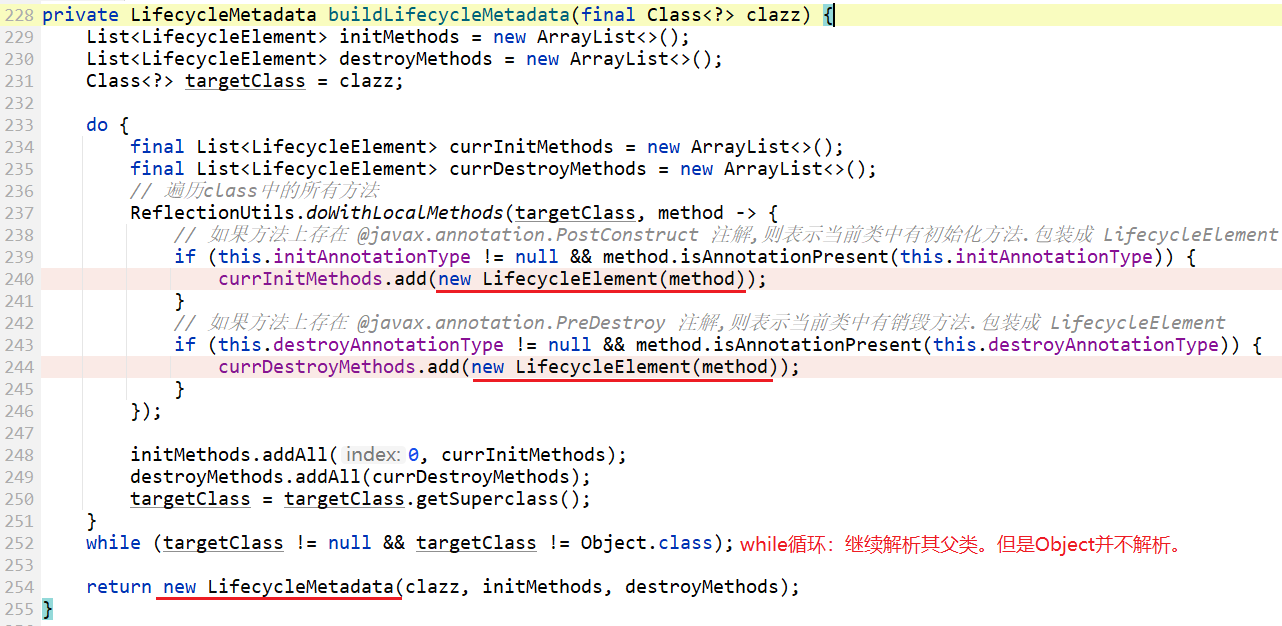 228 private LifecycleMetadata buildLifecycleMetadata(final Class<?> clazz) {
229 List<LifecycleElement> initMethods = new ArrayList<>();
230 List<LifecycleElement> destroyMethods = new ArrayList<>();
231 Class<?> targetClass = clazz;
232
233 do {
234 final List<LifecycleElement> currInitMethods = new ArrayList<>();
235 final List<LifecycleElement> currDestroyMethods = new ArrayList<>();
236 // 遍历class中的所有方法
237 ReflectionUtils.doWithLocalMethods(targetClass, method -> {
238 // 如果方法上存在 @javax.annotation.PostConstruct 注解,则表示当前类中有初始化方法.包装成 LifecycleElement
239 if (this.initAnnotationType != null && method.isAnnotationPresent(this.initAnnotationType)) {
240 currInitMethods.add(new LifecycleElement(method));
241 }
242 // 如果方法上存在 @javax.annotation.PreDestroy 注解,则表示当前类中有销毁方法.包装成 LifecycleElement
243 if (this.destroyAnnotationType != null && method.isAnnotationPresent(this.destroyAnnotationType)) {
244 currDestroyMethods.add(new LifecycleElement(method));
245 }
246 });
247
248 initMethods.addAll( index: 0, currInitMethods);
249 destroyMethods.addAll(currDestroyMethods);
250 targetClass = targetClass.getSuperclass();
251 }
252 while (targetClass != null && targetClass != Object.class); while循环：继续解析其父类。但是Object并不解析。
253
254 return new LifecycleMetadata(clazz, initMethods, destroyMethods);
255 }